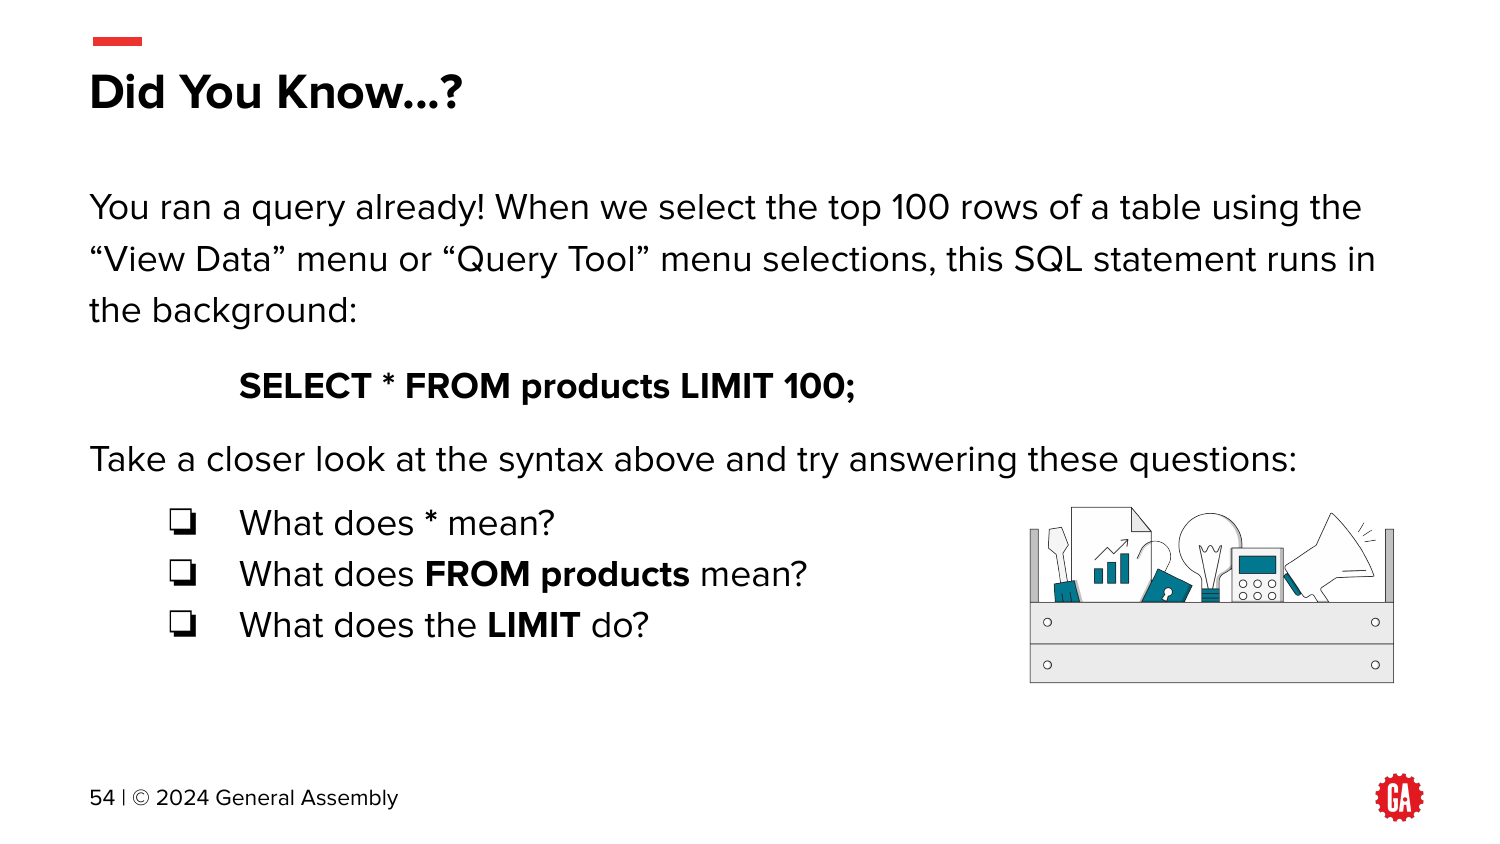 Did You Know...?
You ran a query already! When we select the top 100 rows of a table using the
“View Data” menu or “Query Tool” menu selections, this SQL statement runs in
the background:
SELECT * FROM products LIMIT 100;
Take a closer look at the syntax above and try answering these questions:
❏ What does * mean?
❏ What does FROM products mean?
❏ What does the LIMIT do?
54 | © 2024 General Assembly
GA